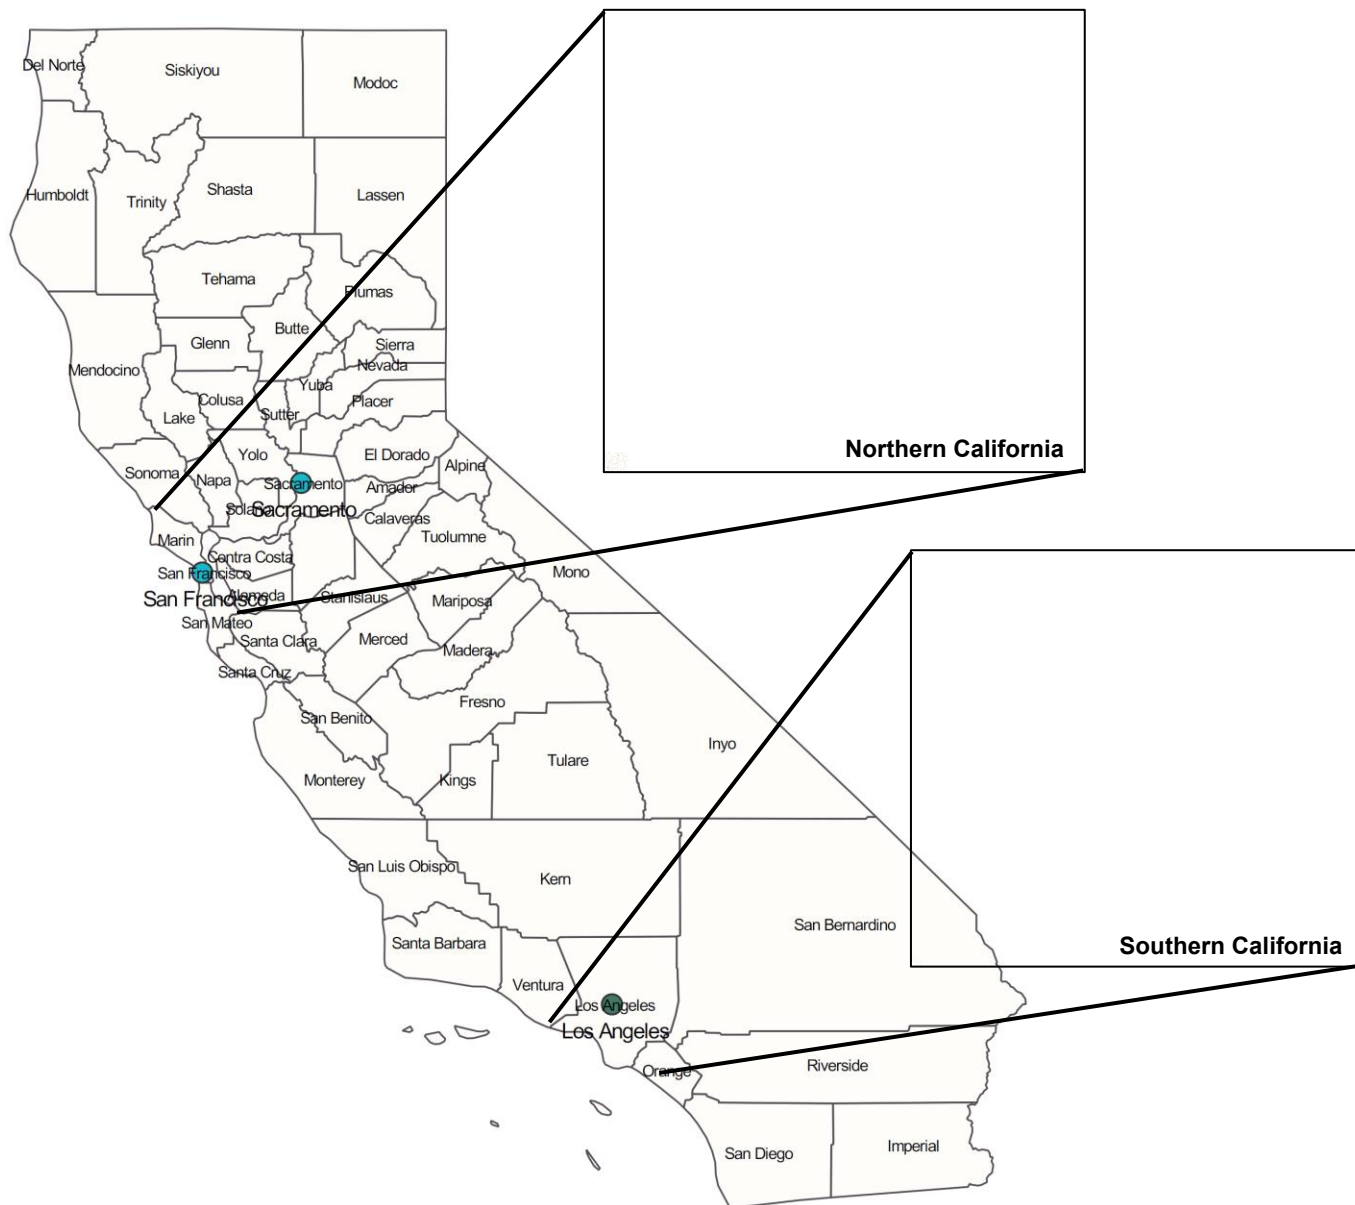 Del Norte
Siskiyou
Modoc
Humboldt
Trinity
Shasta
Lassen
Tehama
Plumas
Butte
Glenn
Sierra
Mendocino
Nevada
Yuba
Colusa
Placer
Lake
Sutter
Northern California
Yolo
El Dorado
Sonoma
Napa
Alpine
Sacramento
Amador
Solano
Sacramento
Calaveras
Marin
Tuolumne
Contra Costa
San Francisco
Mono
San Francisco
Alameda
Stanislaus
Mariposa
San Mateo
Santa Clara
Merced
Madera
Santa Cruz
Fresno
San Benito
Inyo
Tulare
Monterey
Kings
San Luis Obispo
Kern
San Bernardino
Santa Barbara
Southern California
Ventura
Los Angeles
Los Angeles
Orange
Riverside
San Diego
Imperial